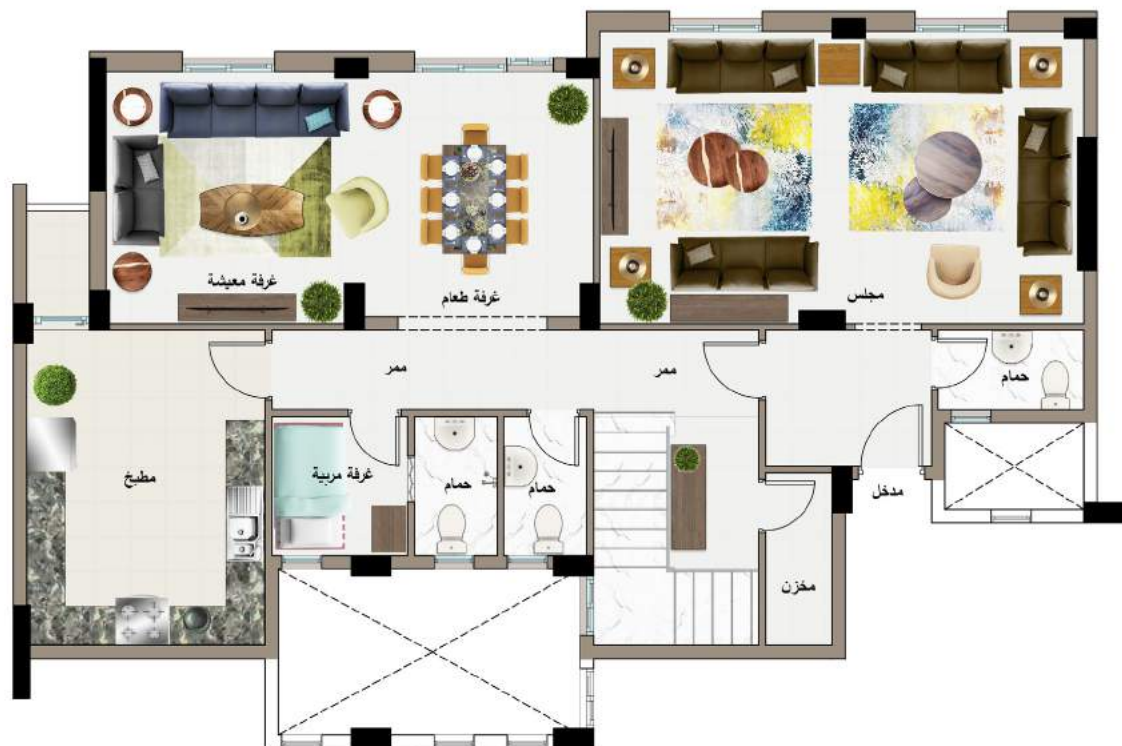 مجلس
غرفة معيشة
غرفة طعام
ممر
ممر
حمام
مطبخ
غرفة مربية
حمام
حمام
مدخل
مخزن